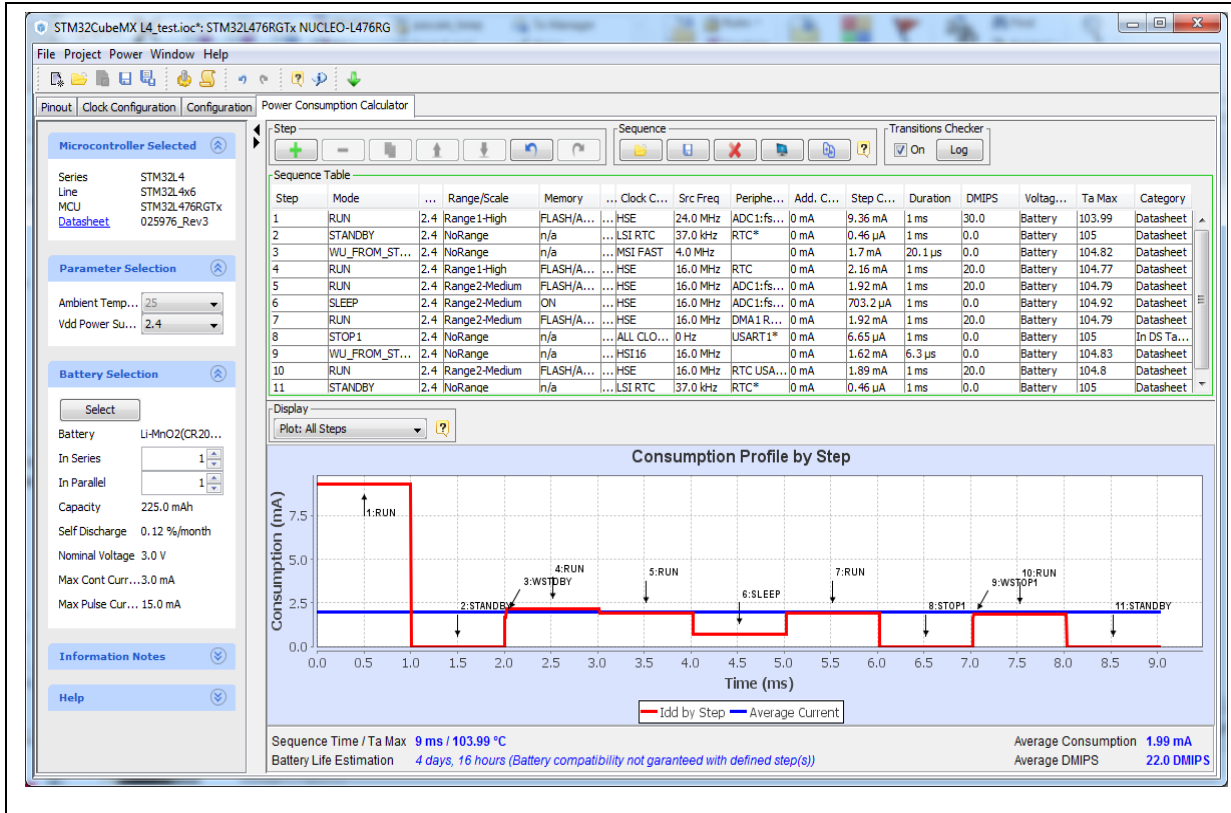 STM32CubeMX L4_test.ioc*: STM32L476RGTx NUCLEO-L476RG
File Project Power Window Help
Pinout Clock Configuration Configuration Power Consumption Calculator
Microcontroller Selected
Series STM32L4
Line STM32L4x6
MCU STM32L476RGTx
Datasheet 025976_Rev3
Parameter Selection
Ambient Temp... 25
Vdd Power Su... 2.4
Battery Selection
Select
Battery Li-MnO2(CR20...
In Series 1
In Parallel 1
Capacity 225.0 mAh
Self Discharge 0.12 %/month
Nominal Voltage 3.0 V
Max Cont Curr...3.0 mA
Max Pulse Cur... 15.0 mA
Information Notes
Help
Step Sequence Transitions Checker
On Log
Sequence Table
Step Mode ... Range/Scale Memory ... Clock C... Src Freq Periphe... Add. C... Step C... Duration DMIPS Voltag... Ta Max Category
1 RUN 2.4 Range1-High FLASH/A... ... HSE 24.0 MHz ADC1:fs... 0 mA 9.36 mA 1 ms 30.0 Battery 103.99 Datasheet
2 STANDBY 2.4 NoRange n/a ... LSI RTC 37.0 kHz RTC* 0 mA 0.46 µA 1 ms 0.0 Battery 105 Datasheet
3 WU_FROM_ST... 2.4 NoRange n/a ... MSI FAST 4.0 MHz 0 mA 1.7 mA 20.1 µs 0.0 Battery 104.82 Datasheet
4 RUN 2.4 Range1-High FLASH/A... ... HSE 16.0 MHz RTC 0 mA 2.16 mA 1 ms 20.0 Battery 104.77 Datasheet
5 RUN 2.4 Range2-Medium FLASH/A... ... HSE 16.0 MHz ADC1:fs... 0 mA 1.92 mA 1 ms 20.0 Battery 104.79 Datasheet
6 SLEEP 2.4 Range2-Medium ON ... HSE 16.0 MHz ADC1:fs... 0 mA 703.2 µA 1 ms 0.0 Battery 104.92 Datasheet
7 RUN 2.4 Range2-Medium FLASH/A... ... HSE 16.0 MHz DMA1 R... 0 mA 1.92 mA 1 ms 20.0 Battery 104.79 Datasheet
8 STOP1 2.4 NoRange n/a ... ALL CLO... 0 Hz USART1* 0 mA 6.65 µA 1 ms 0.0 Battery 105 In DS Ta...
9 WU_FROM_ST... 2.4 NoRange n/a ... HSI16 16.0 MHz 0 mA 1.62 mA 6.3 µs 0.0 Battery 104.83 Datasheet
10 RUN 2.4 Range2-Medium FLASH/A... ... HSE 16.0 MHz RTC USA... 0 mA 1.89 mA 1 ms 20.0 Battery 104.8 Datasheet
11 STANDBY 2.4 NoRange n/a ... LSI RTC 37.0 kHz RTC* 0 mA 0.46 µA 1 ms 0.0 Battery 105 Datasheet
Display
Plot: All Steps
Consumption Profile by Step
Consumption (mA)
7.5
5.0
2.5
0.0
1:RUN
2:STANDBY
3:WSTDBY
4:RUN
5:RUN
6:SLEEP
7:RUN
8:STOP1
9:WSTOP1
10:RUN
11:STANDBY
0.0 0.5 1.0 1.5 2.0 2.5 3.0 3.5 4.0 4.5 5.0 5.5 6.0 6.5 7.0 7.5 8.0 8.5 9.0
Time (ms)
Idd by Step Average Current
Sequence Time / Ta Max 9 ms / 103.99 °C Average Consumption 1.99 mA
Battery Life Estimation 4 days, 16 hours (Battery compatibility not garanteed with defined step(s)) Average DMIPS 22.0 DMIPS